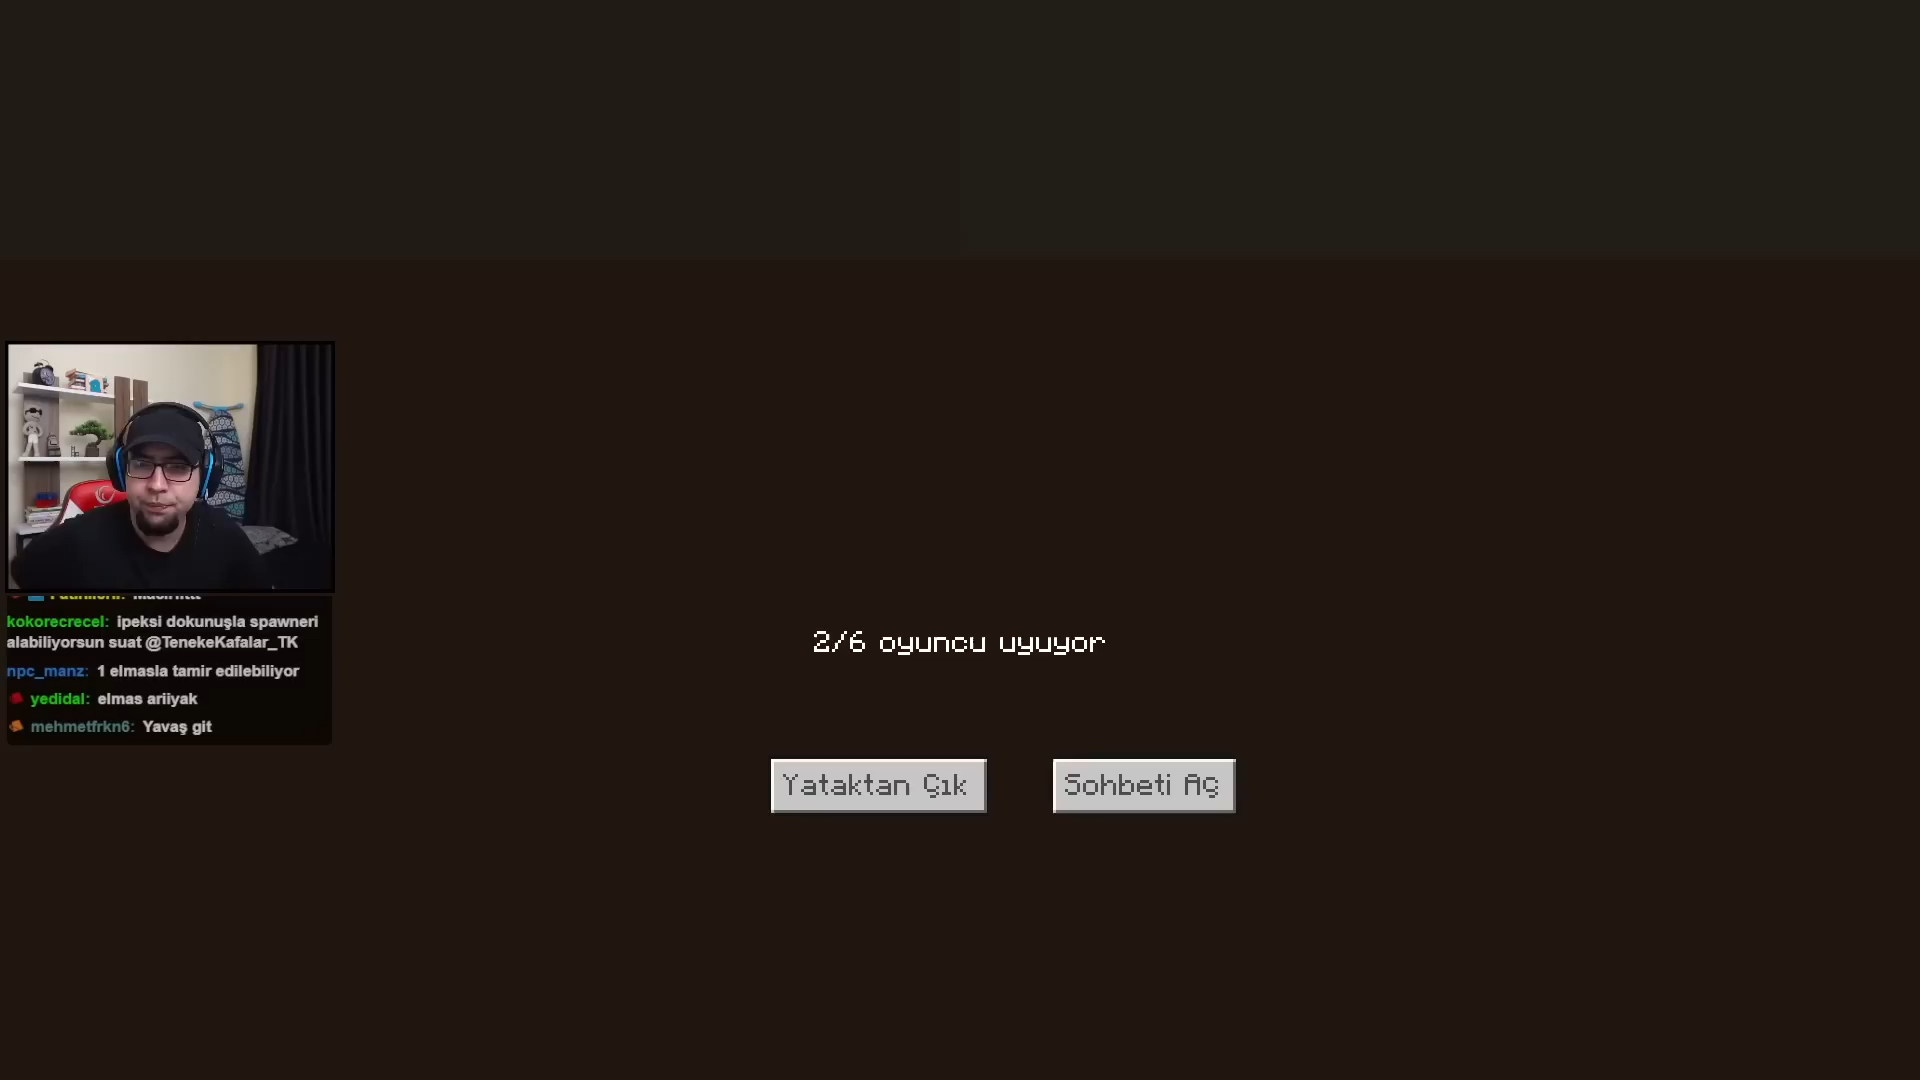 kokorecrecel: ipeksi dokunuşla spawneri
alabiliyorsun suat @TenekeKafalar_TK
npc_manz: 1 elmasla tamir edilebiliyor
yedidal: elmas ariiyak
mehmetfrkn6: Yavaş git
2/6 oyuncu uyuyor
Yataktan Çık
Sohbeti Aç